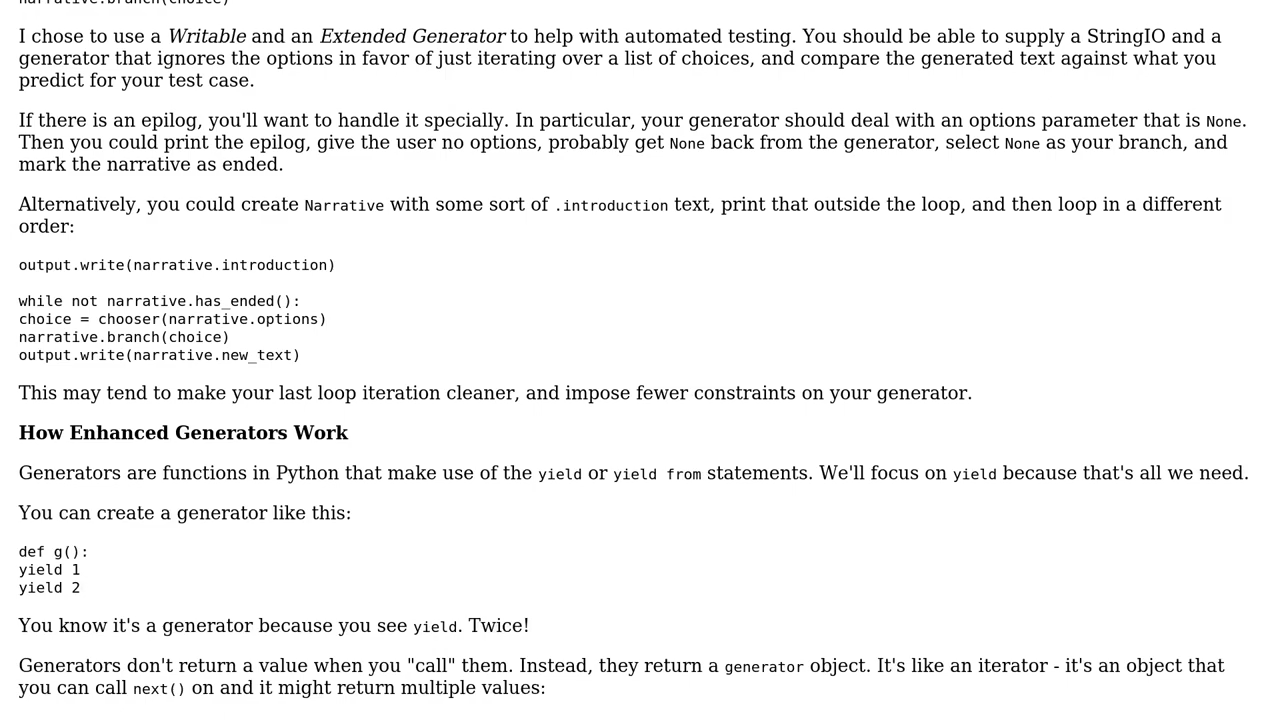 narrative.branch(choice)
I chose to use a Writable and an Extended Generator to help with automated testing. You should be able to supply a StringIO and a
generator that ignores the options in favor of just iterating over a list of choices, and compare the generated text against what you
predict for your test case.
If there is an epilog, you'll want to handle it specially. In particular, your generator should deal with an options parameter that is None.
Then you could print the epilog, give the user no options, probably get None back from the generator, select None as your branch, and
mark the narrative as ended.
Alternatively, you could create Narrative with some sort of .introduction text, print that outside the loop, and then loop in a different
order:
output.write(narrative.introduction)
while not narrative.has_ended():
choice = chooser(narrative.options)
narrative.branch(choice)
output.write(narrative.new_text)
This may tend to make your last loop iteration cleaner, and impose fewer constraints on your generator.
How Enhanced Generators Work
Generators are functions in Python that make use of the yield or yield from statements. We'll focus on yield because that's all we need.
You can create a generator like this:
def g():
yield 1
yield 2
You know it's a generator because you see yield. Twice!
Generators don't return a value when you "call" them. Instead, they return a generator object. It's like an iterator - it's an object that
you can call next() on and it might return multiple values: